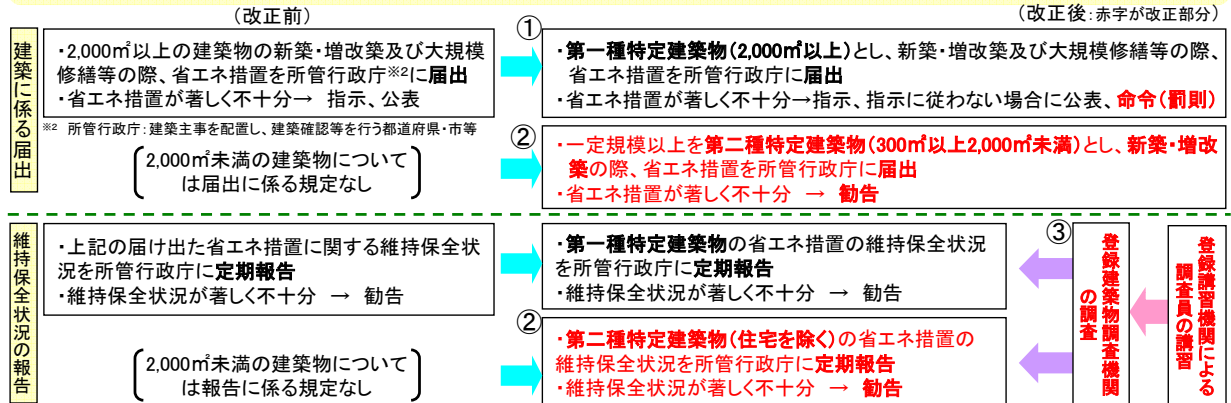 （改正前）
（改正後：赤字が改正部分）
建築に係る届出
・2,000㎡以上の建築物の新築・増改築及び大規模
修繕等の際、省エネ措置を所管行政庁※2に届出
・省エネ措置が著しく不十分→ 指示、公表
※2 所管行政庁：建築主事を配置し、建築確認等を行う都道府県・市等
2,000㎡未満の建築物について
は届出に係る規定なし
①
・第一種特定建築物（2,000㎡以上）とし、新築・増改築及び大規模修繕等の際、
省エネ措置を所管行政庁に届出
・省エネ措置が著しく不十分→指示、指示に従わない場合に公表、命令（罰則）
②
・一定規模以上を第二種特定建築物（300㎡以上2,000㎡未満）とし、新築・増改
築の際、省エネ措置を所管行政庁に届出
・省エネ措置が著しく不十分 → 勧告
維持保全状況の報告
・上記の届け出た省エネ措置に関する維持保全状
況を所管行政庁に定期報告
・維持保全状況が著しく不十分 → 勧告
2,000㎡未満の建築物について
は報告に係る規定なし
・第一種特定建築物の省エネ措置の維持保全状況
を所管行政庁に定期報告
・維持保全状況が著しく不十分 → 勧告
②
・第二種特定建築物（住宅を除く）の省エネ措置の
維持保全状況を所管行政庁に定期報告
・維持保全状況が著しく不十分 → 勧告
③
登録建築物調査機関
の調査
登録講習機関による
調査員の講習